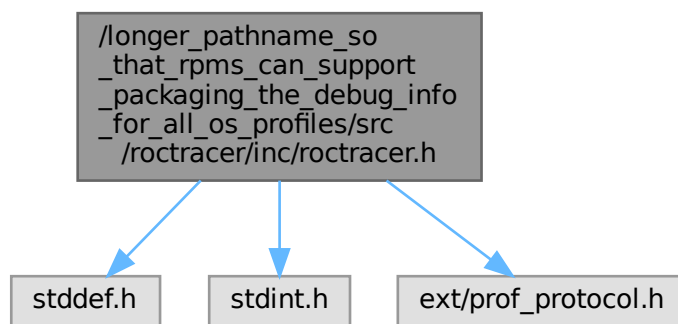 /longer_pathname_so
_that_rpms_can_support
_packaging_the_debug_info
_for_all_os_profiles/src
/roctracer/inc/roctracer.h
stddef.h
stdint.h
ext/prof_protocol.h